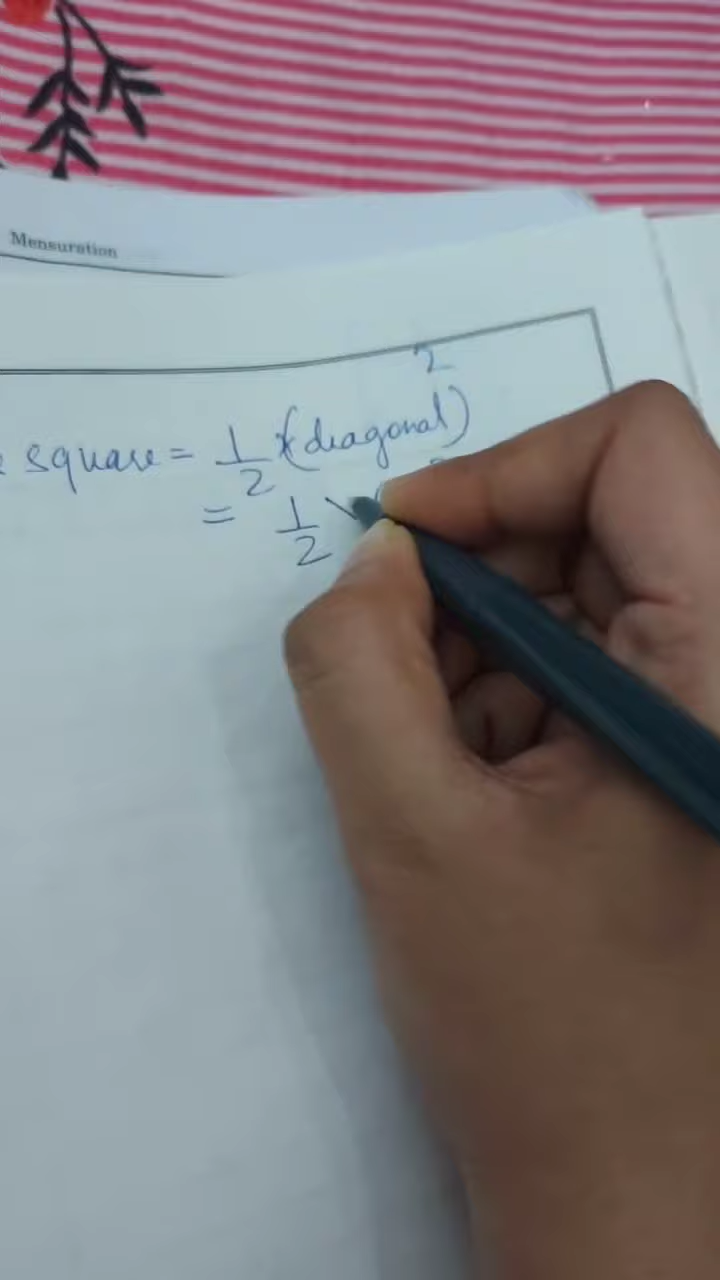 Mensuration
square = 1/2 × (diagonal)²
= 1/2